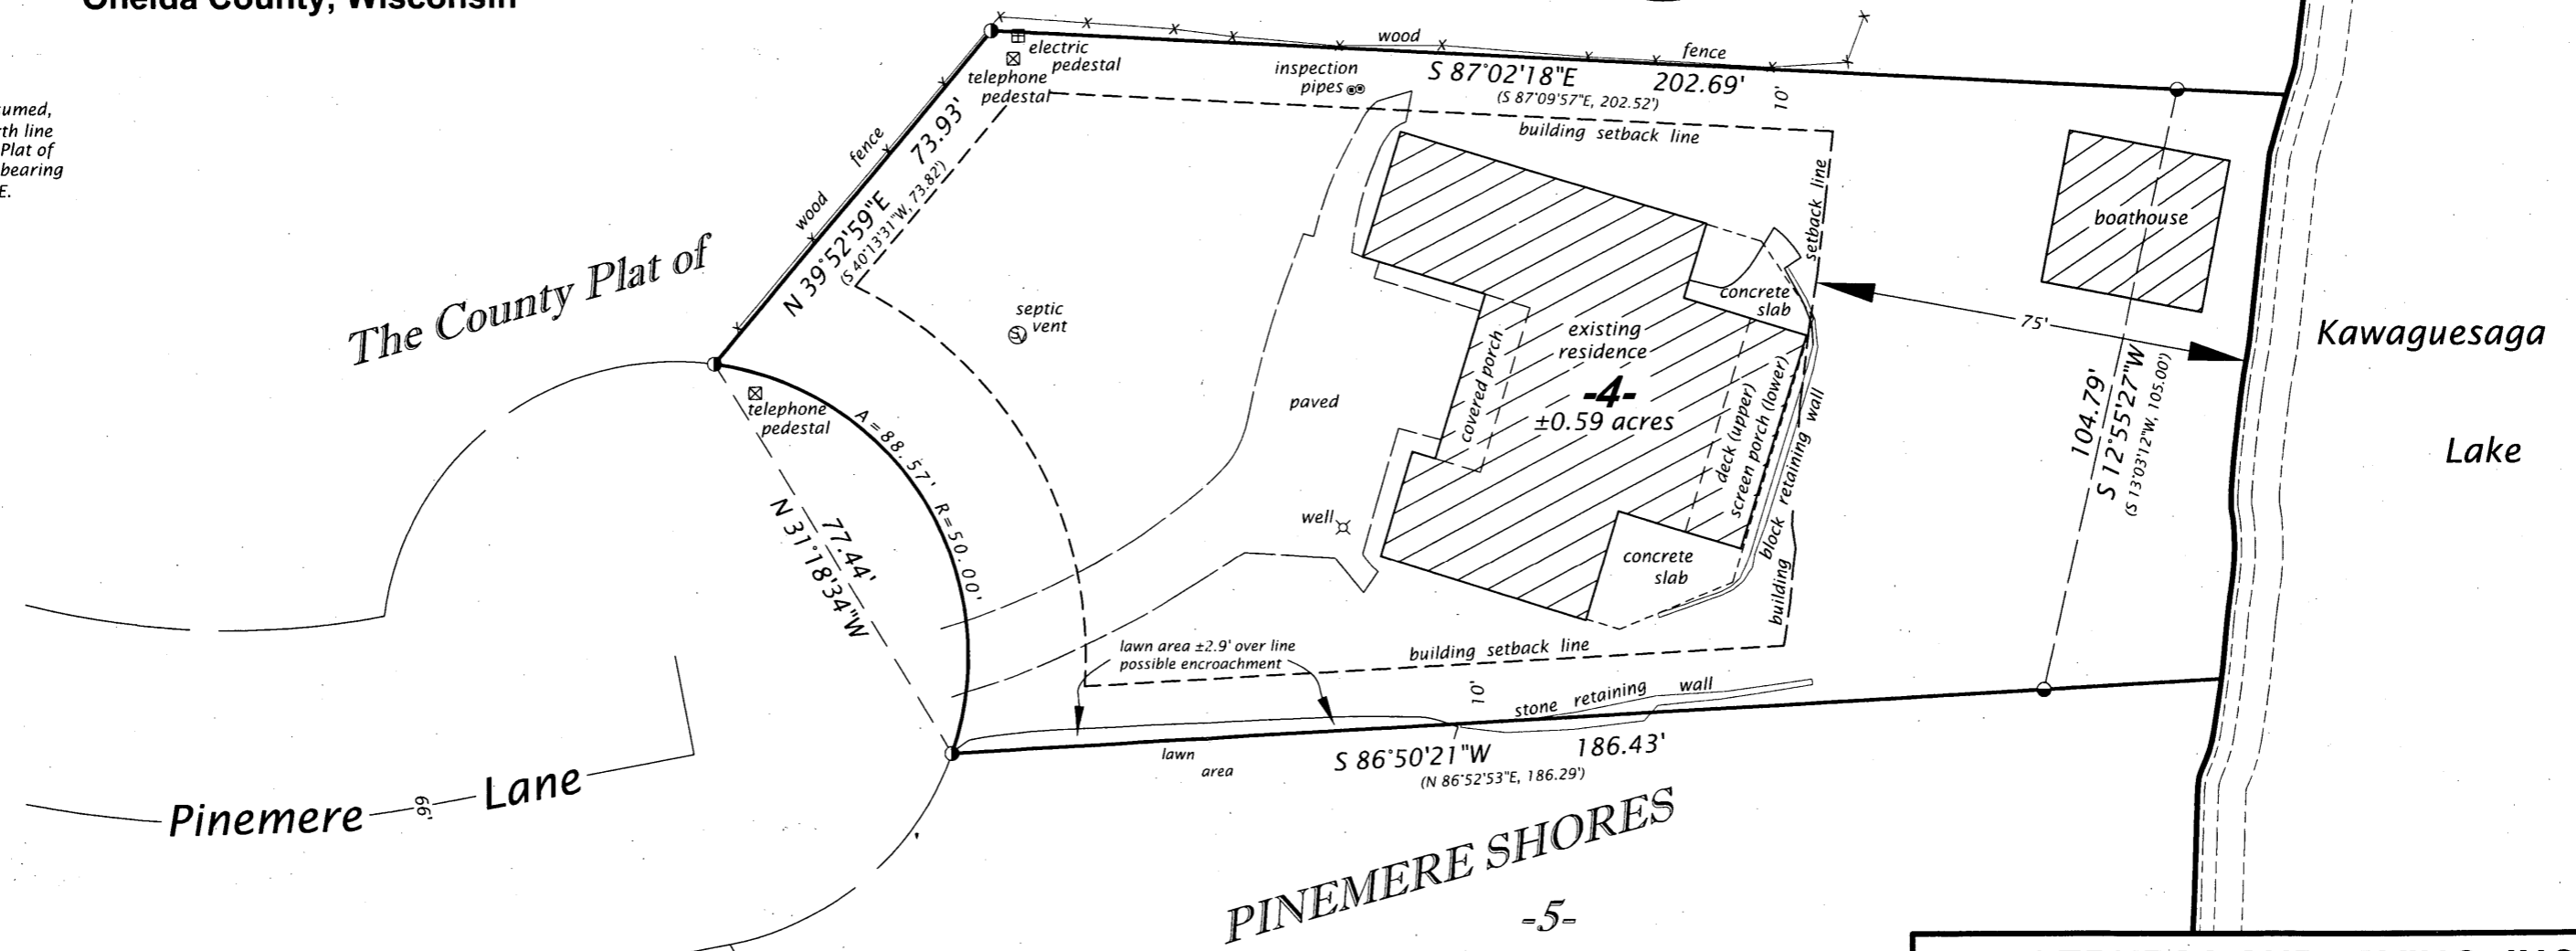 Oneida County, Wisconsin
th line
Plat of
bearing
E.
wood
fence
electric
pedestal
telephone
pedestal
inspection
pipes
S 87°02'18"E 202.69'
(S 87°09'57"E, 202.52')
10'
building setback line
wood
fence
73.93'
N 39°52'59"E
(S 40°13'31"W, 73.82')
The County Plat of
setback line
boathouse
septic
vent
concrete
slab
existing
residence
-4-
±0.59 acres
covered porch
75'
Kawaguesaga
Lake
104.79'
S 12°55'27"W
(S 13°03'12"W, 105.00')
paved
telephone
pedestal
A=88.57' R=50.00'
77.44'
N 31°18'34"W
deck (upper)
screen porch (lower)
block retaining wall
building
well
concrete
slab
lawn area ±2.9' over line
possible encroachment
building setback line
10'
stone retaining wall
lawn
area
S 86°50'21"W 186.43'
(N 86°52'53"E, 186.29')
Pinemere Lane
66'
PINEMERE SHORES
-5-